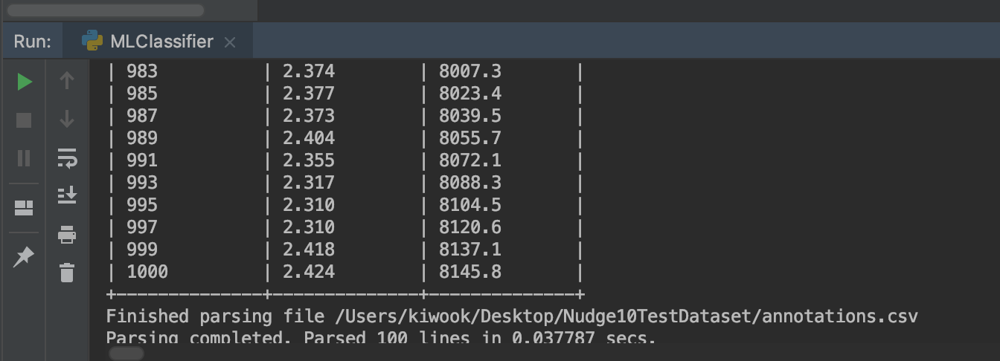 Run: MLClassifier ×
| 983 | 2.374 | 8007.3 |
| 985 | 2.377 | 8023.4 |
| 987 | 2.373 | 8039.5 |
| 989 | 2.404 | 8055.7 |
| 991 | 2.355 | 8072.1 |
| 993 | 2.317 | 8088.3 |
| 995 | 2.310 | 8104.5 |
| 997 | 2.310 | 8120.6 |
| 999 | 2.418 | 8137.1 |
| 1000 | 2.424 | 8145.8 |
+--------------+--------------+--------------+
Finished parsing file /Users/kiwook/Desktop/Nudge10TestDataset/annotations.csv
Parsing completed. Parsed 100 lines in 0.037787 secs.